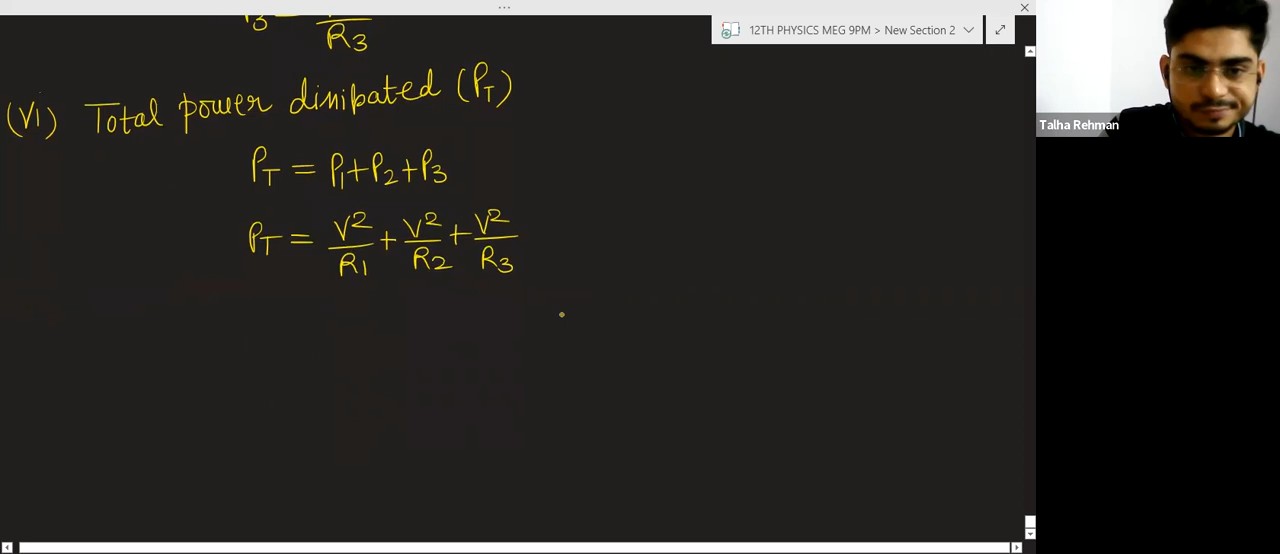 R3
12TH PHYSICS MEG 9PM > New Section 2
(vi) Total power dissipated (PT)
PT = P1+P2+P3
PT = V²/R1 + V²/R2 + V²/R3
Talha Rehman